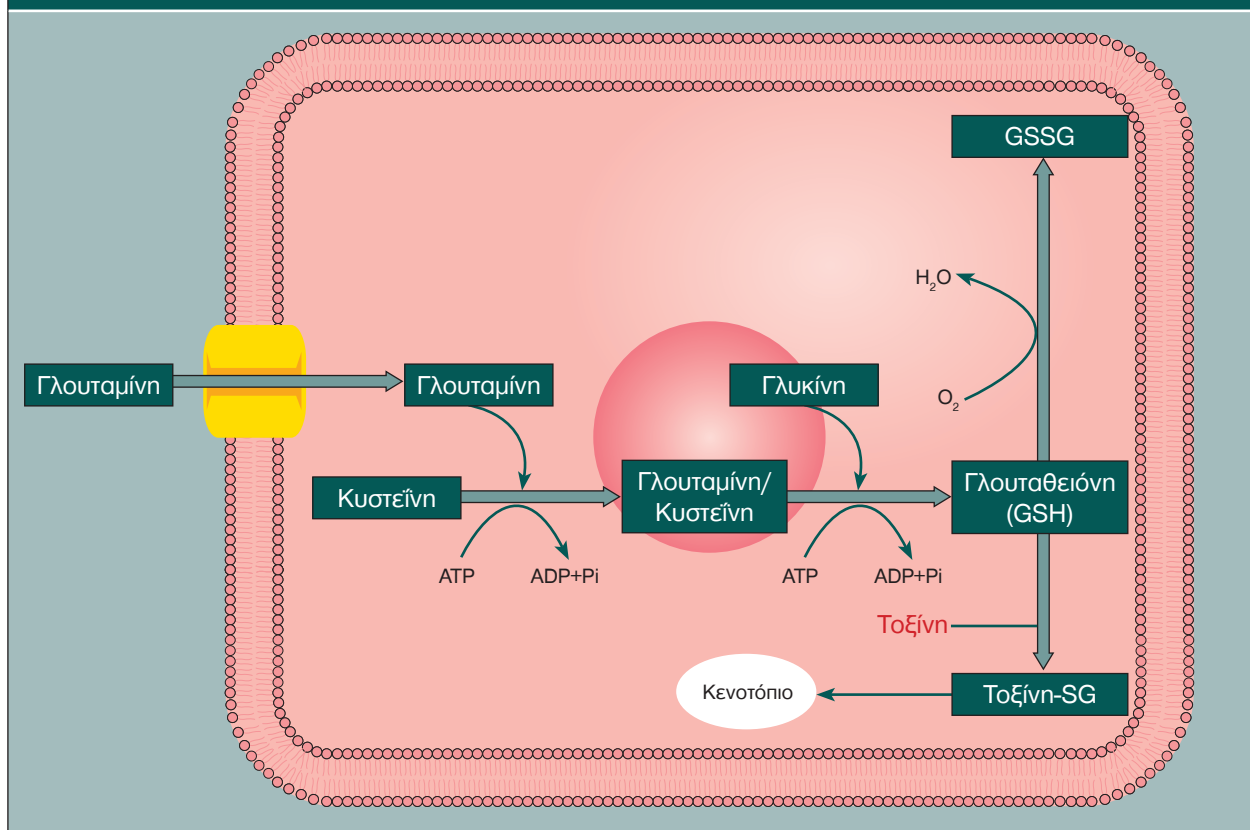 GSSG
H₂O
Γλουταμίνη
Γλουταμίνη
Γλυκίνη
O₂
Κυστεΐνη
Γλουταμίνη/
Κυστεΐνη
Γλουταθειόνη
(GSH)
ATP
ADP+Pi
ATP
ADP+Pi
Τοξίνη
Κενοτόπιο
Τοξίνη-SG